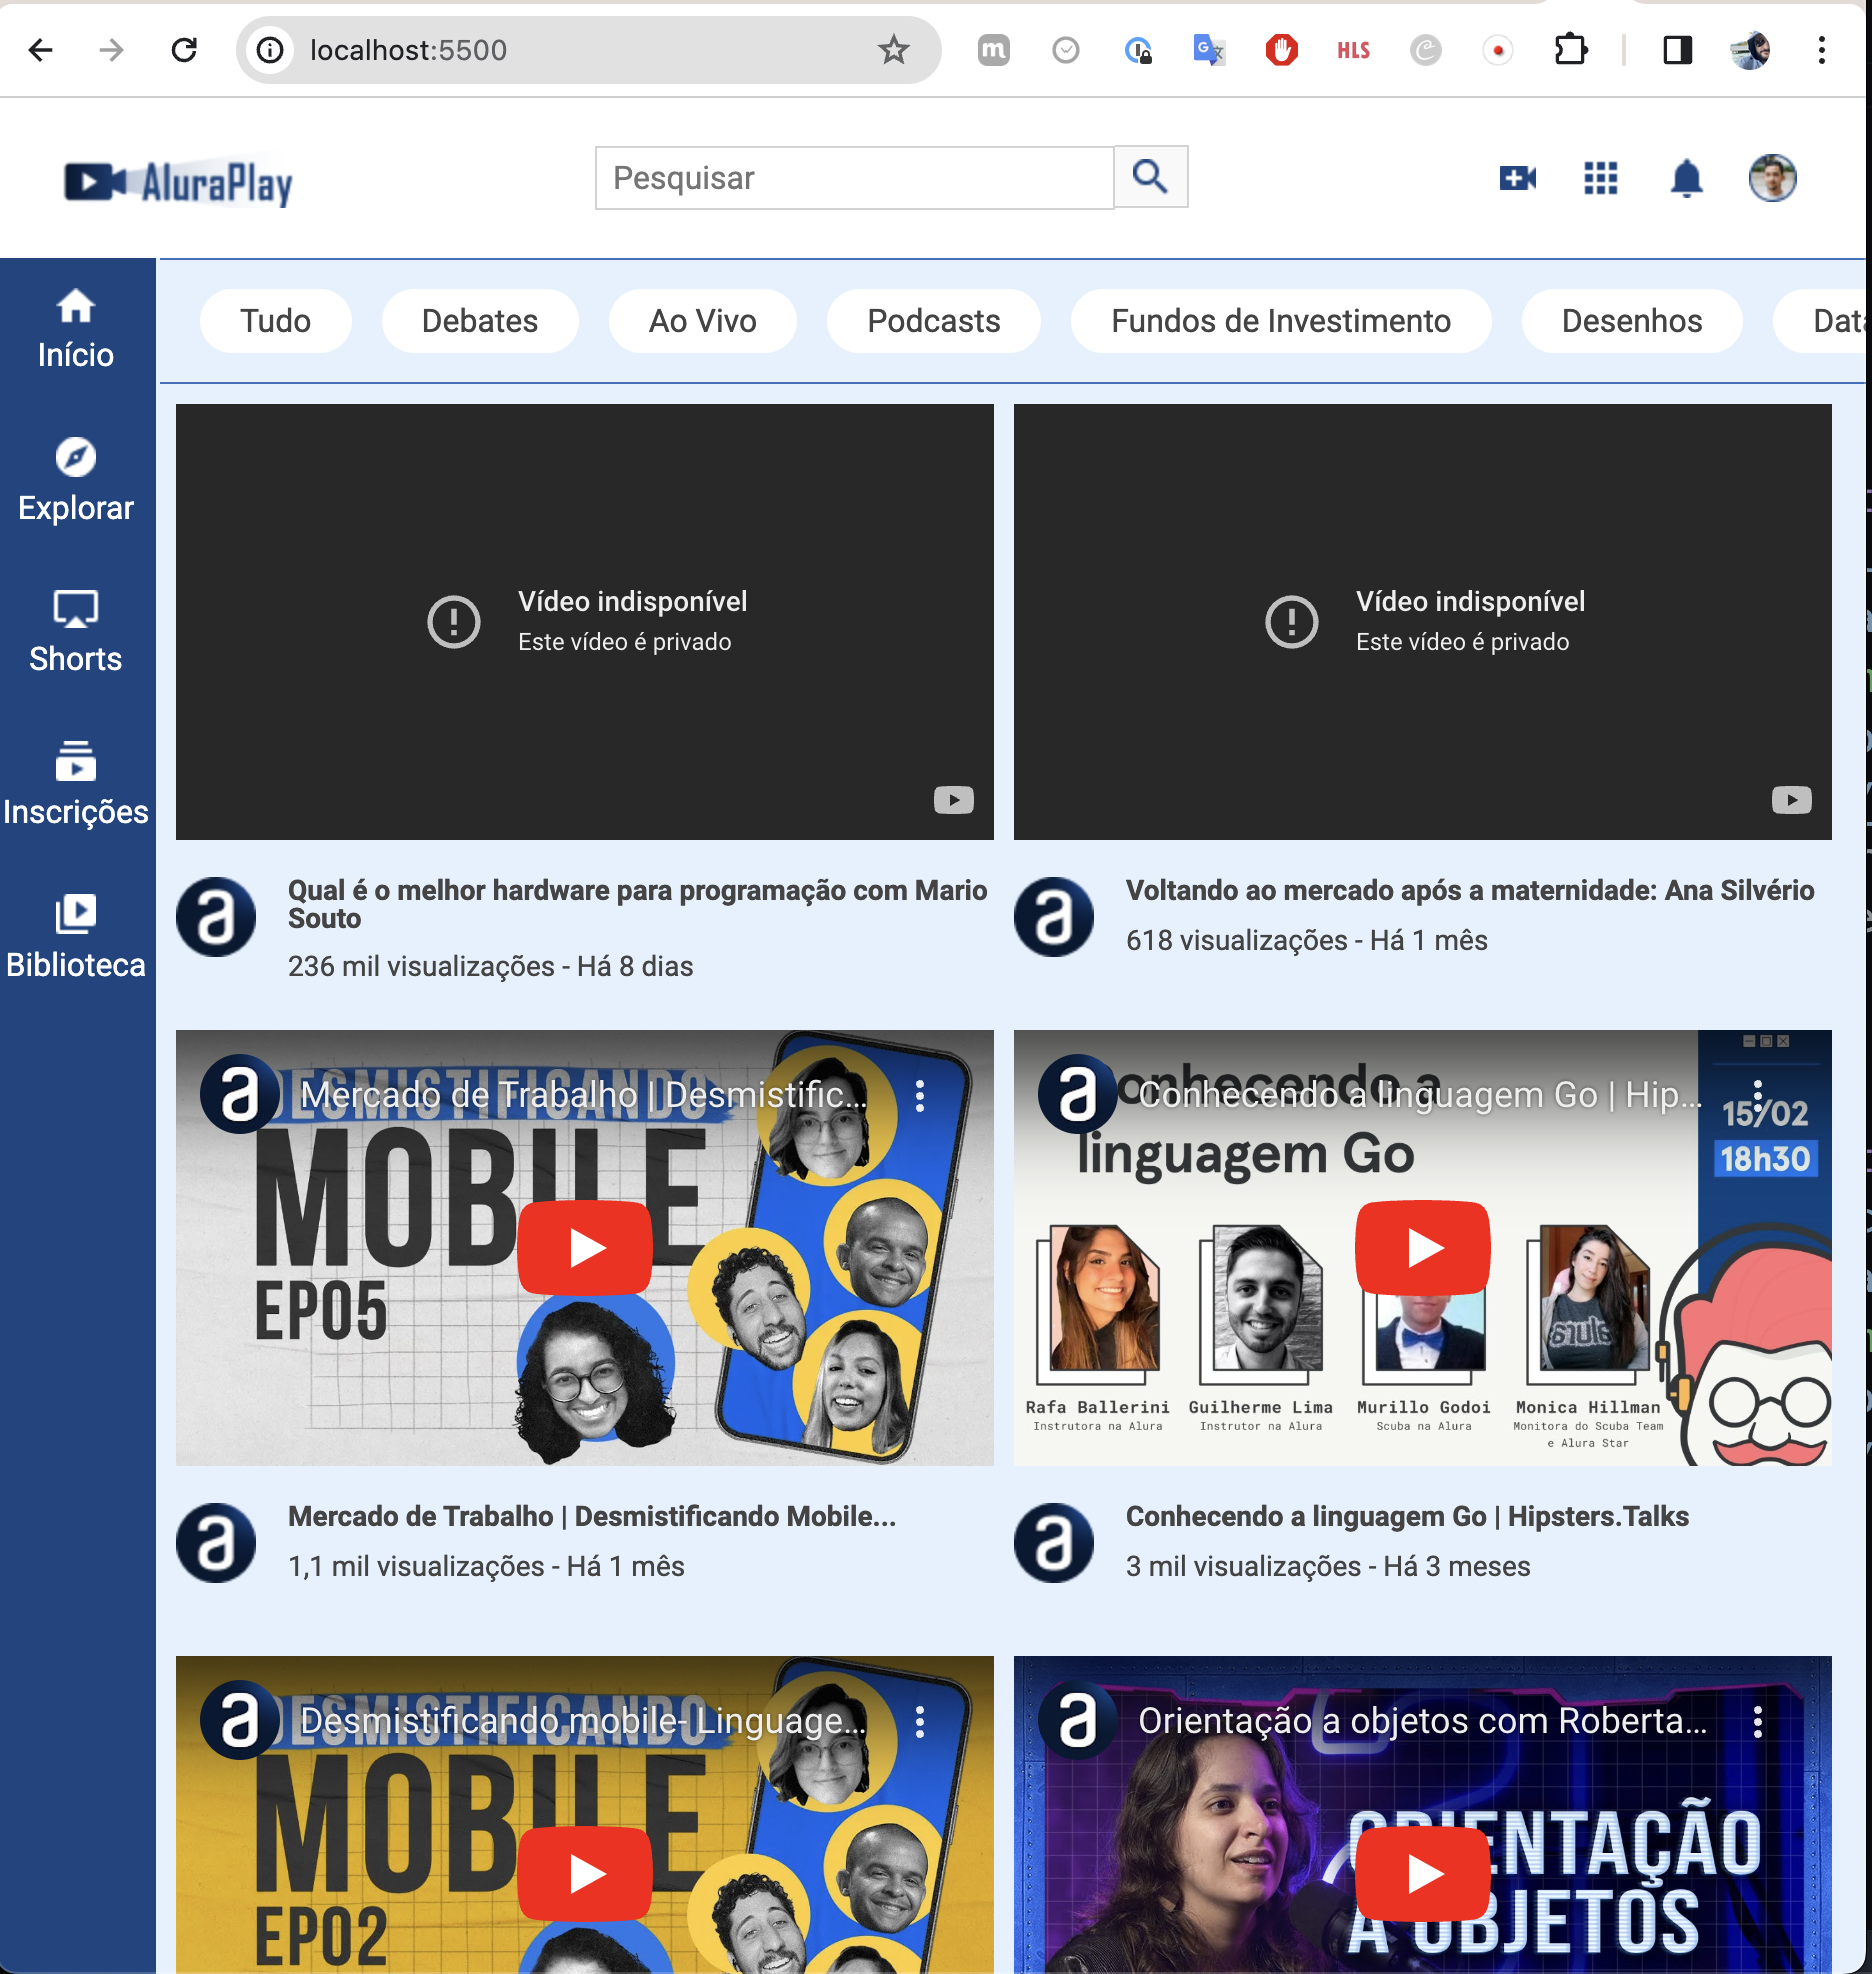 localhost:5500
HLS
AluraPlay
Pesquisar
Início
Explorar
Shorts
Inscrições
Biblioteca
Tudo
Debates
Ao Vivo
Podcasts
Fundos de Investimento
Desenhos
Data
Vídeo indisponível
Este vídeo é privado
Vídeo indisponível
Este vídeo é privado
a
Qual é o melhor hardware para programação com Mario
Souto
236 mil visualizações - Há 8 dias
a
Voltando ao mercado após a maternidade: Ana Silvério
618 visualizações - Há 1 mês
a
Mercado de Trabalho | Desmistific...
DESMISTIFICANDO
MOBILE
EP05
a
Conhecendo a linguagem Go | Hip...
Conhecendo a
linguagem Go
15/02
18h30
Rafa Ballerini
Instrutora na Alura
Guilherme Lima
Instrutor na Alura
Murillo Godoi
Scuba na Alura
Monica Hillman
Monitora do Scuba Team
e Alura Star
a
Mercado de Trabalho | Desmistificando Mobile...
1,1 mil visualizações - Há 1 mês
a
Conhecendo a linguagem Go | Hipsters.Talks
3 mil visualizações - Há 3 meses
a
Desmistificando mobile- Linguage...
DESMISTIFICANDO
MOBILE
EP02
a
Orientação a objetos com Roberta...
ORIENTAÇÃO
A OBJETOS